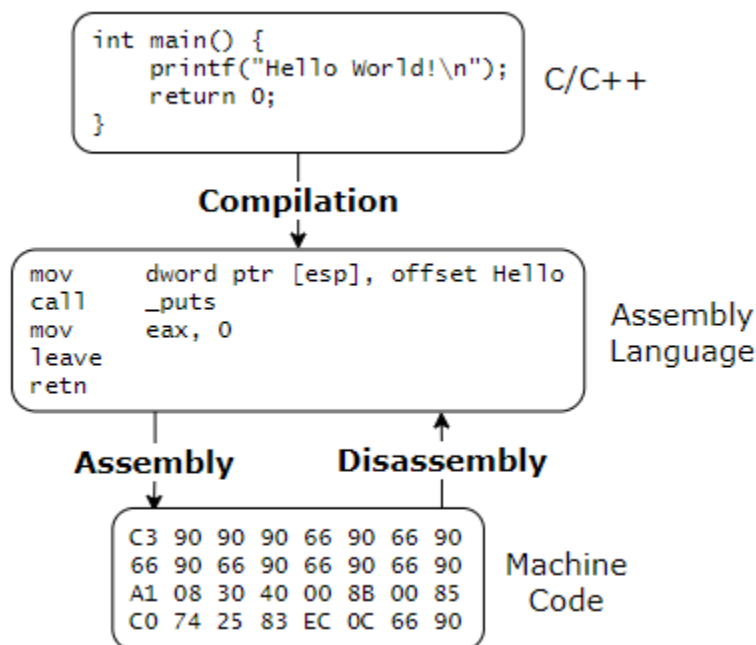 int main() {
    printf("Hello World!\n");
    return 0;
}
C/C++
Compilation
mov     dword ptr [esp], offset Hello
call    _puts
mov     eax, 0
leave
retn
Assembly
Language
Assembly
Disassembly
C3 90 90 90 66 90 66 90
66 90 66 90 66 90 66 90
A1 08 30 40 00 8B 00 85
C0 74 25 83 EC 0C 66 90
Machine
Code